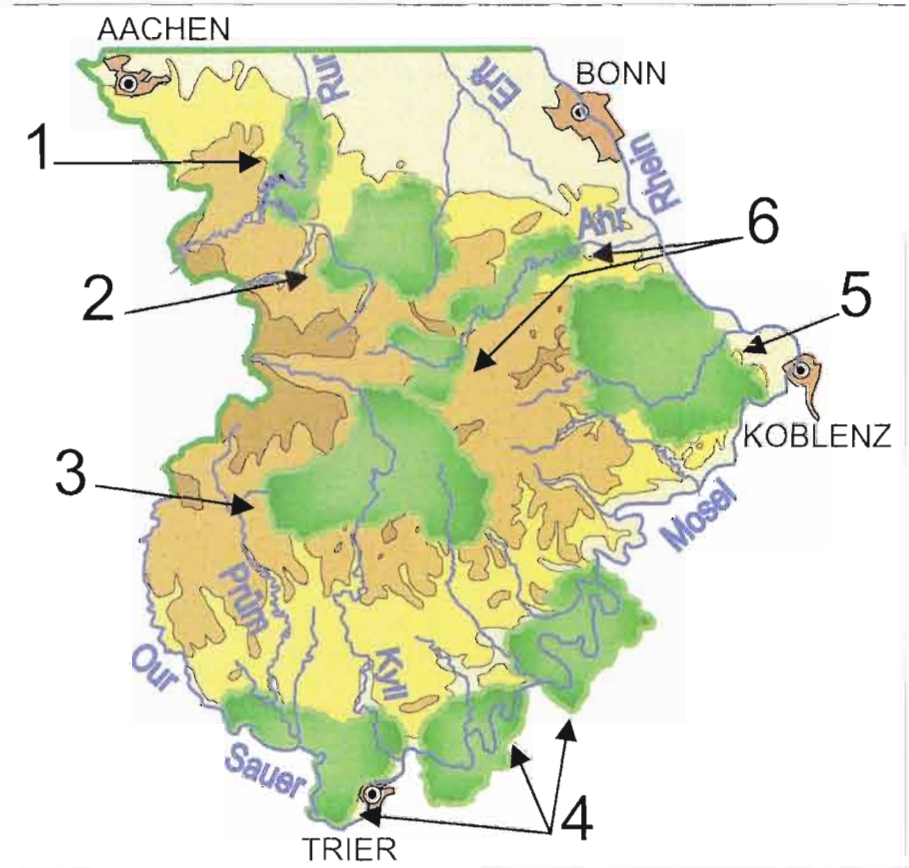 AACHEN
Rur
Erft
BONN
1
Rhein
Ahr
6
2
5
KOBLENZ
3
Mosel
Prüm
Our
Kyll
Sauer
4
TRIER